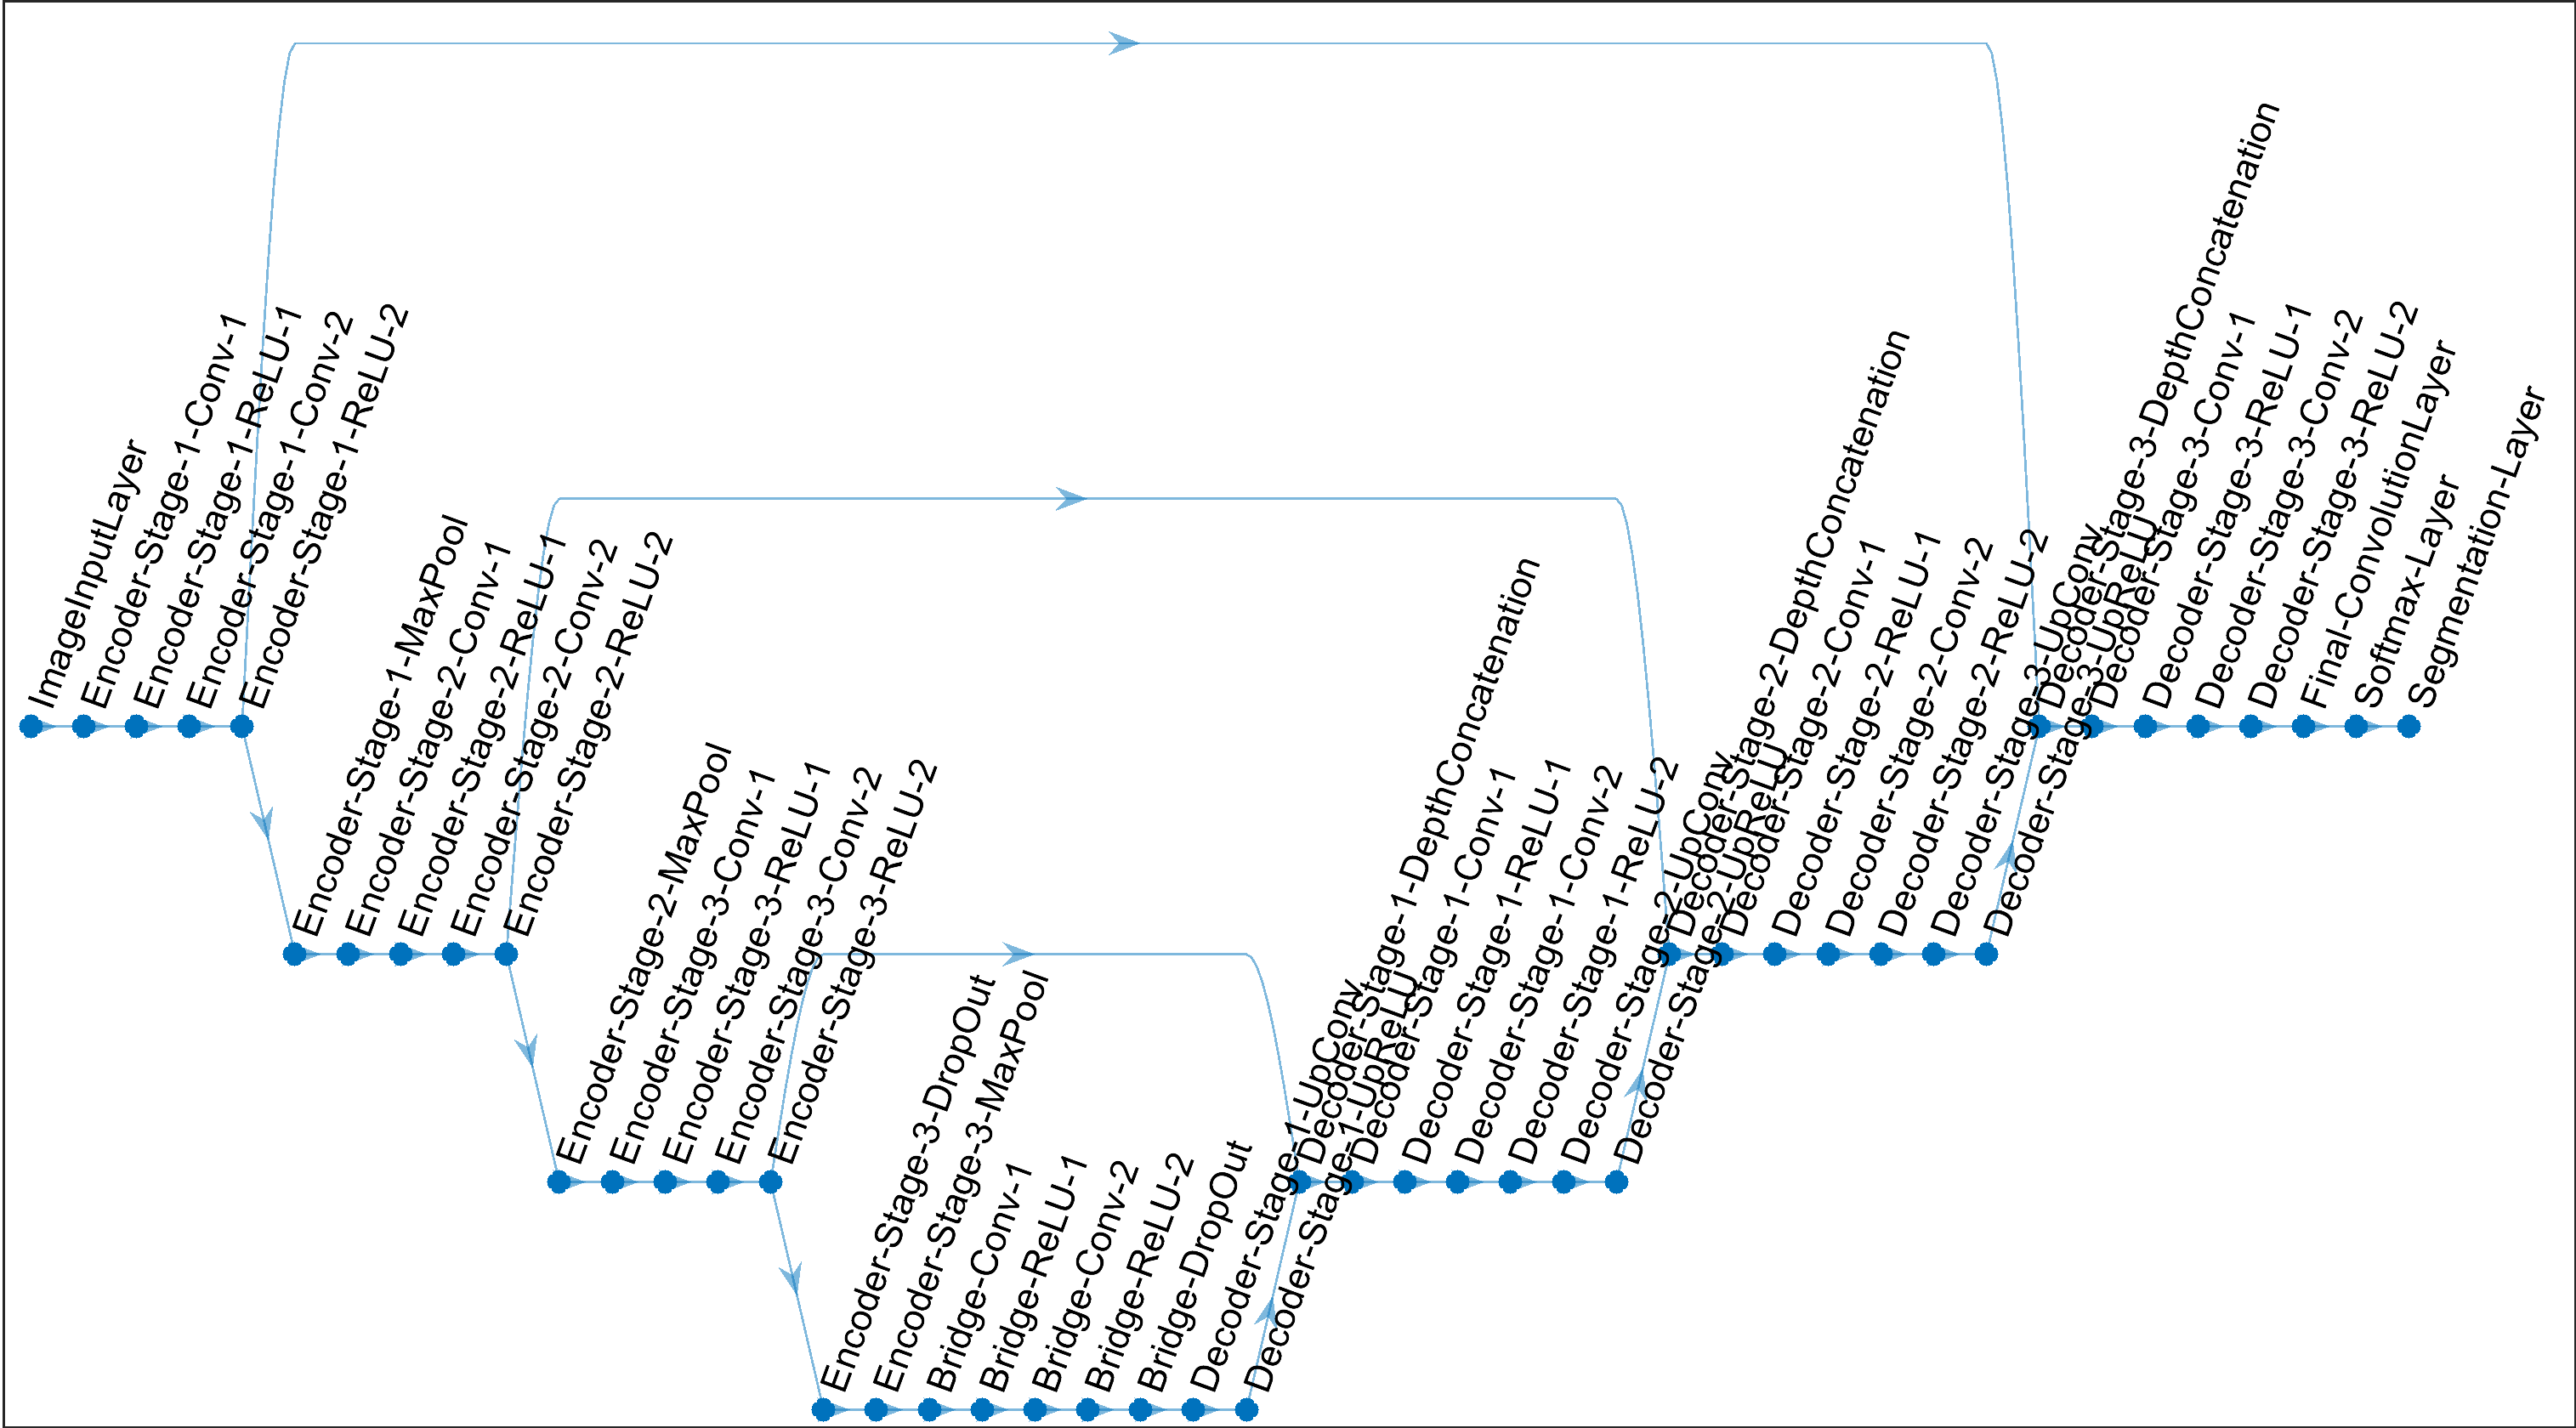 ImageInputLayer
Encoder-Stage-1-Conv-1
Encoder-Stage-1-ReLU-1
Encoder-Stage-1-Conv-2
Encoder-Stage-1-ReLU-2
Encoder-Stage-1-MaxPool
Encoder-Stage-2-Conv-1
Encoder-Stage-2-ReLU-1
Encoder-Stage-2-Conv-2
Encoder-Stage-2-ReLU-2
Encoder-Stage-2-MaxPool
Encoder-Stage-3-Conv-1
Encoder-Stage-3-ReLU-1
Encoder-Stage-3-Conv-2
Encoder-Stage-3-ReLU-2
Encoder-Stage-3-DropOut
Encoder-Stage-3-MaxPool
Bridge-Conv-1
Bridge-ReLU-1
Bridge-Conv-2
Bridge-ReLU-2
Bridge-DropOut
Decoder-Stage-1-UpConv
Decoder-Stage-1-UpReLU
Decoder-Stage-1-DepthConcatenation
Decoder-Stage-1-Conv-1
Decoder-Stage-1-ReLU-1
Decoder-Stage-1-Conv-2
Decoder-Stage-1-ReLU-2
Decoder-Stage-2-UpConv
Decoder-Stage-2-UpReLU
Decoder-Stage-2-DepthConcatenation
Decoder-Stage-2-Conv-1
Decoder-Stage-2-ReLU-1
Decoder-Stage-2-Conv-2
Decoder-Stage-2-ReLU-2
Decoder-Stage-3-UpConv
Decoder-Stage-3-UpReLU
Decoder-Stage-3-DepthConcatenation
Decoder-Stage-3-Conv-1
Decoder-Stage-3-ReLU-1
Decoder-Stage-3-Conv-2
Decoder-Stage-3-ReLU-2
Final-ConvolutionLayer
Softmax-Layer
Segmentation-Layer